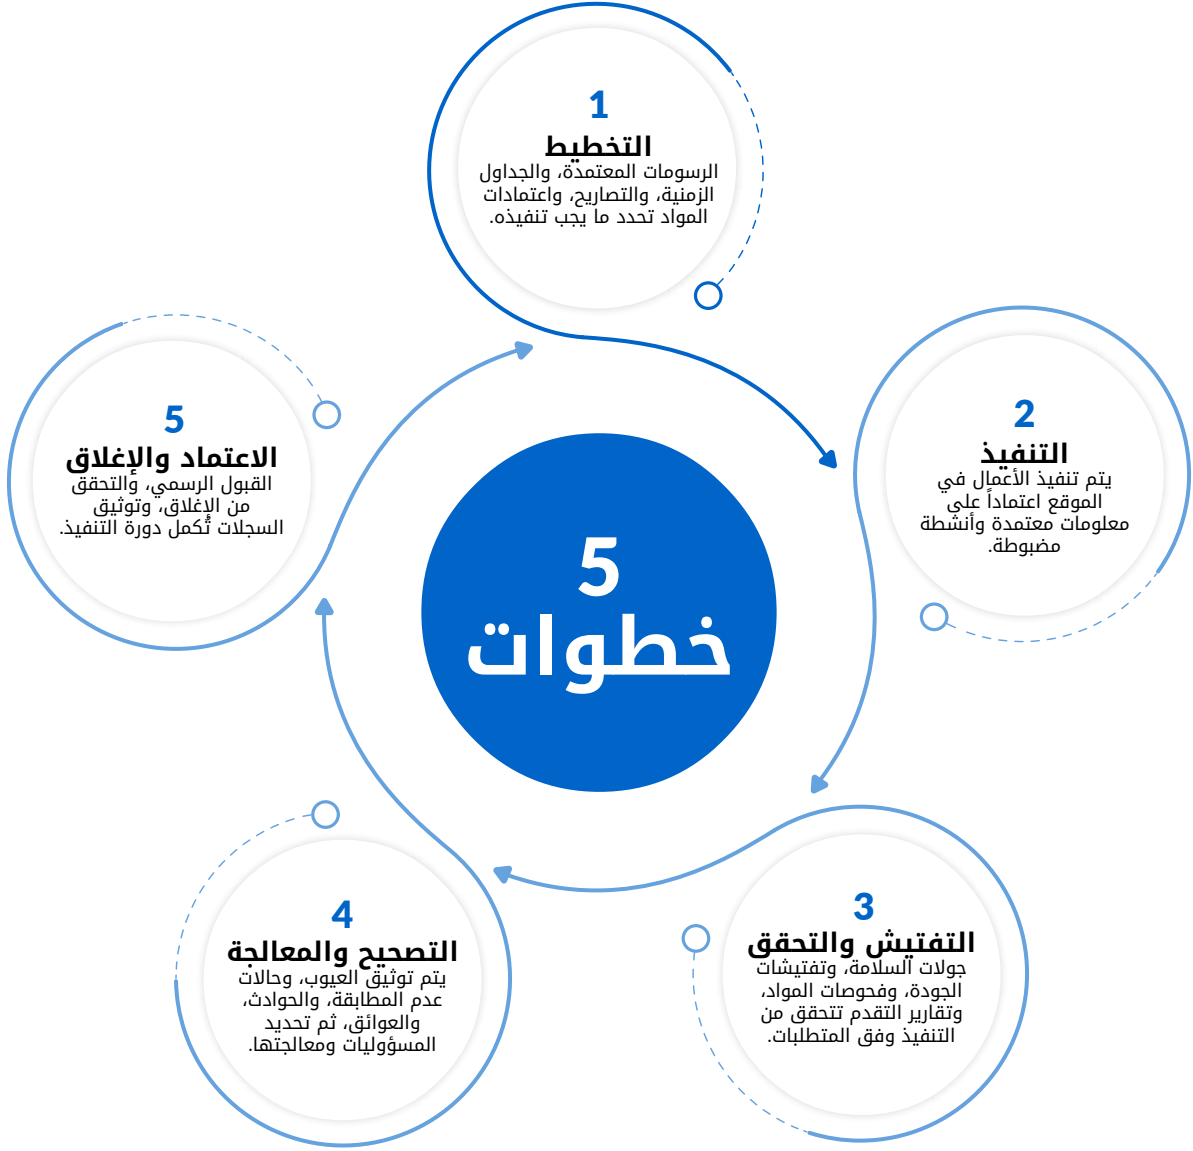 1
التخطيط
الرسومات المعتمدة، والجداول
الزمنية، والتصاريح، واعتمادات
المواد تحدد ما يجب تنفيذه.
2
التنفيذ
يتم تنفيذ الأعمال في
الموقع اعتماداً على
معلومات معتمدة وأنشطة
مضبوطة.
3
التفتيش والتحقق
جولات السلامة، وتفتيشات
الجودة، وفحوصات المواد،
وتقارير التقدم تتحقق من
التنفيذ وفق المتطلبات.
4
التصحيح والمعالجة
يتم توثيق العيوب، وحالات
عدم المطابقة، والحوادث،
والعوائق، ثم تحديد
المسؤوليات ومعالجتها.
5
الاعتماد والإغلاق
القبول الرسمي، والتحقق
من الإغلاق، وتوثيق
السجلات تُكمل دورة التنفيذ.
5
خطوات